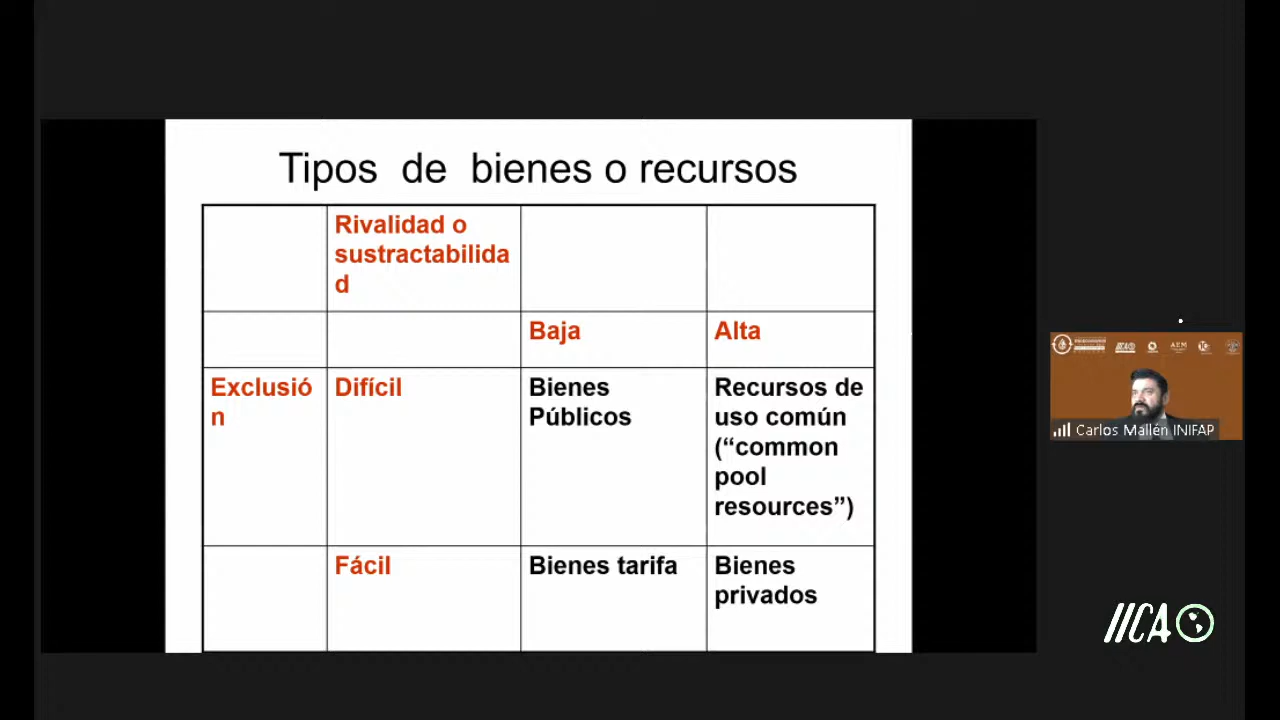 Tipos de bienes o recursos
Rivalidad o
sustractabilida
d
Baja
Alta
Exclusió
n
Difícil
Bienes
Públicos
Recursos de
uso común
(“common
pool
resources”)
Fácil
Bienes tarifa
Bienes
privados
Carlos Mallén INIFAP
IICA